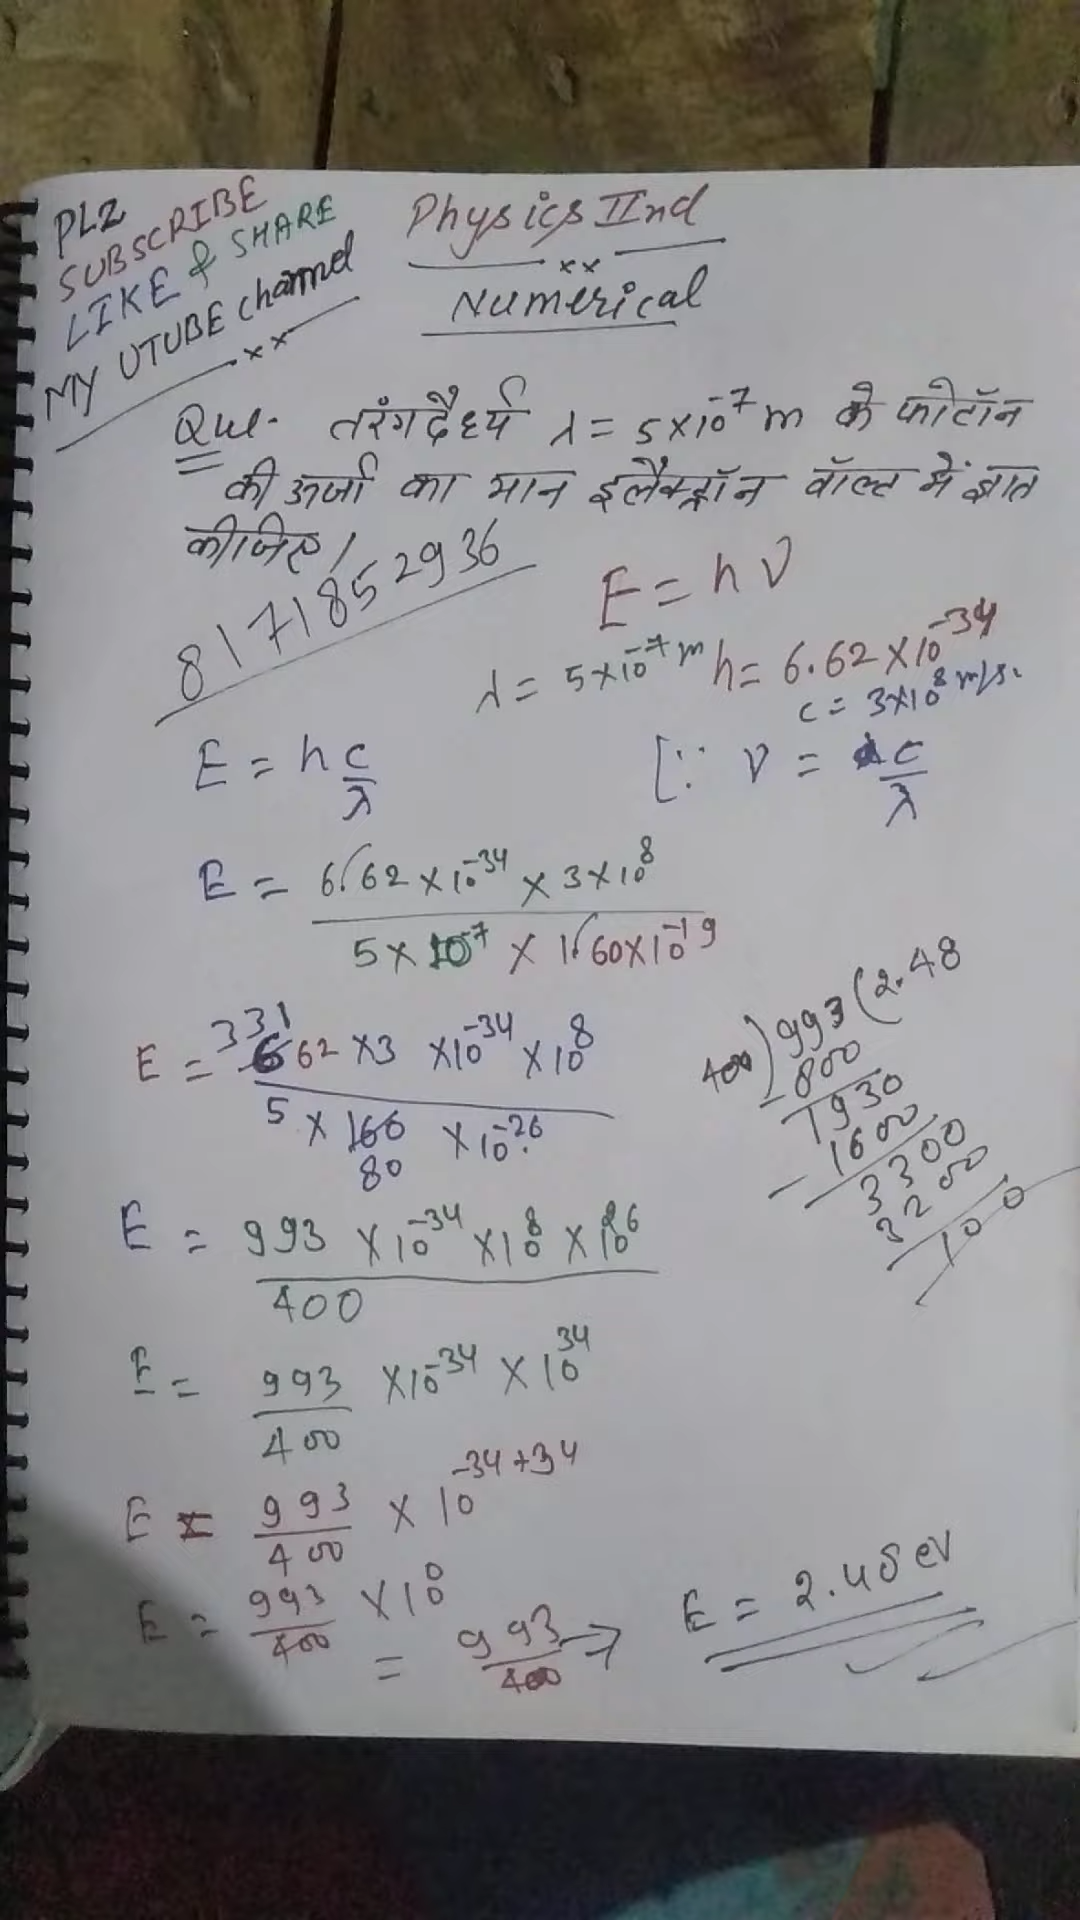 PLZ
SUBSCRIBE
LIKE & SHARE
MY UTUBE channel
Physics IInd
Numerical
Que. तरंगदैर्ध्य λ = 5×10⁻⁷ m के फोटॉन
की ऊर्जा का मान इलैक्ट्रॉन वॉल्ट में ज्ञात
कीजिए।
8171852936
E = hν
λ = 5×10⁻⁷ m h = 6.62×10⁻³⁴
c = 3×10⁸ m/s.
E = h c/λ [∵ ν = c/λ
E = 6.62×10⁻³⁴ × 3×10⁸
5×10⁻⁷ × 1.60×10⁻¹⁹
331
E = 662 ×3 ×10⁻³⁴ ×10⁸
5 × 160 ×10⁻²⁶
80
400)993(2.48
800
1930
1600
3300
3200
100
E = 993 ×10⁻³⁴ ×10⁸ ×10²⁶
400
E = 993 ×10⁻³⁴ × 10³⁴
400
E = 993 × 10⁻³⁴⁺³⁴
400
E = 993 ×10⁰
400
= 993 →
400
E = 2.48 eV